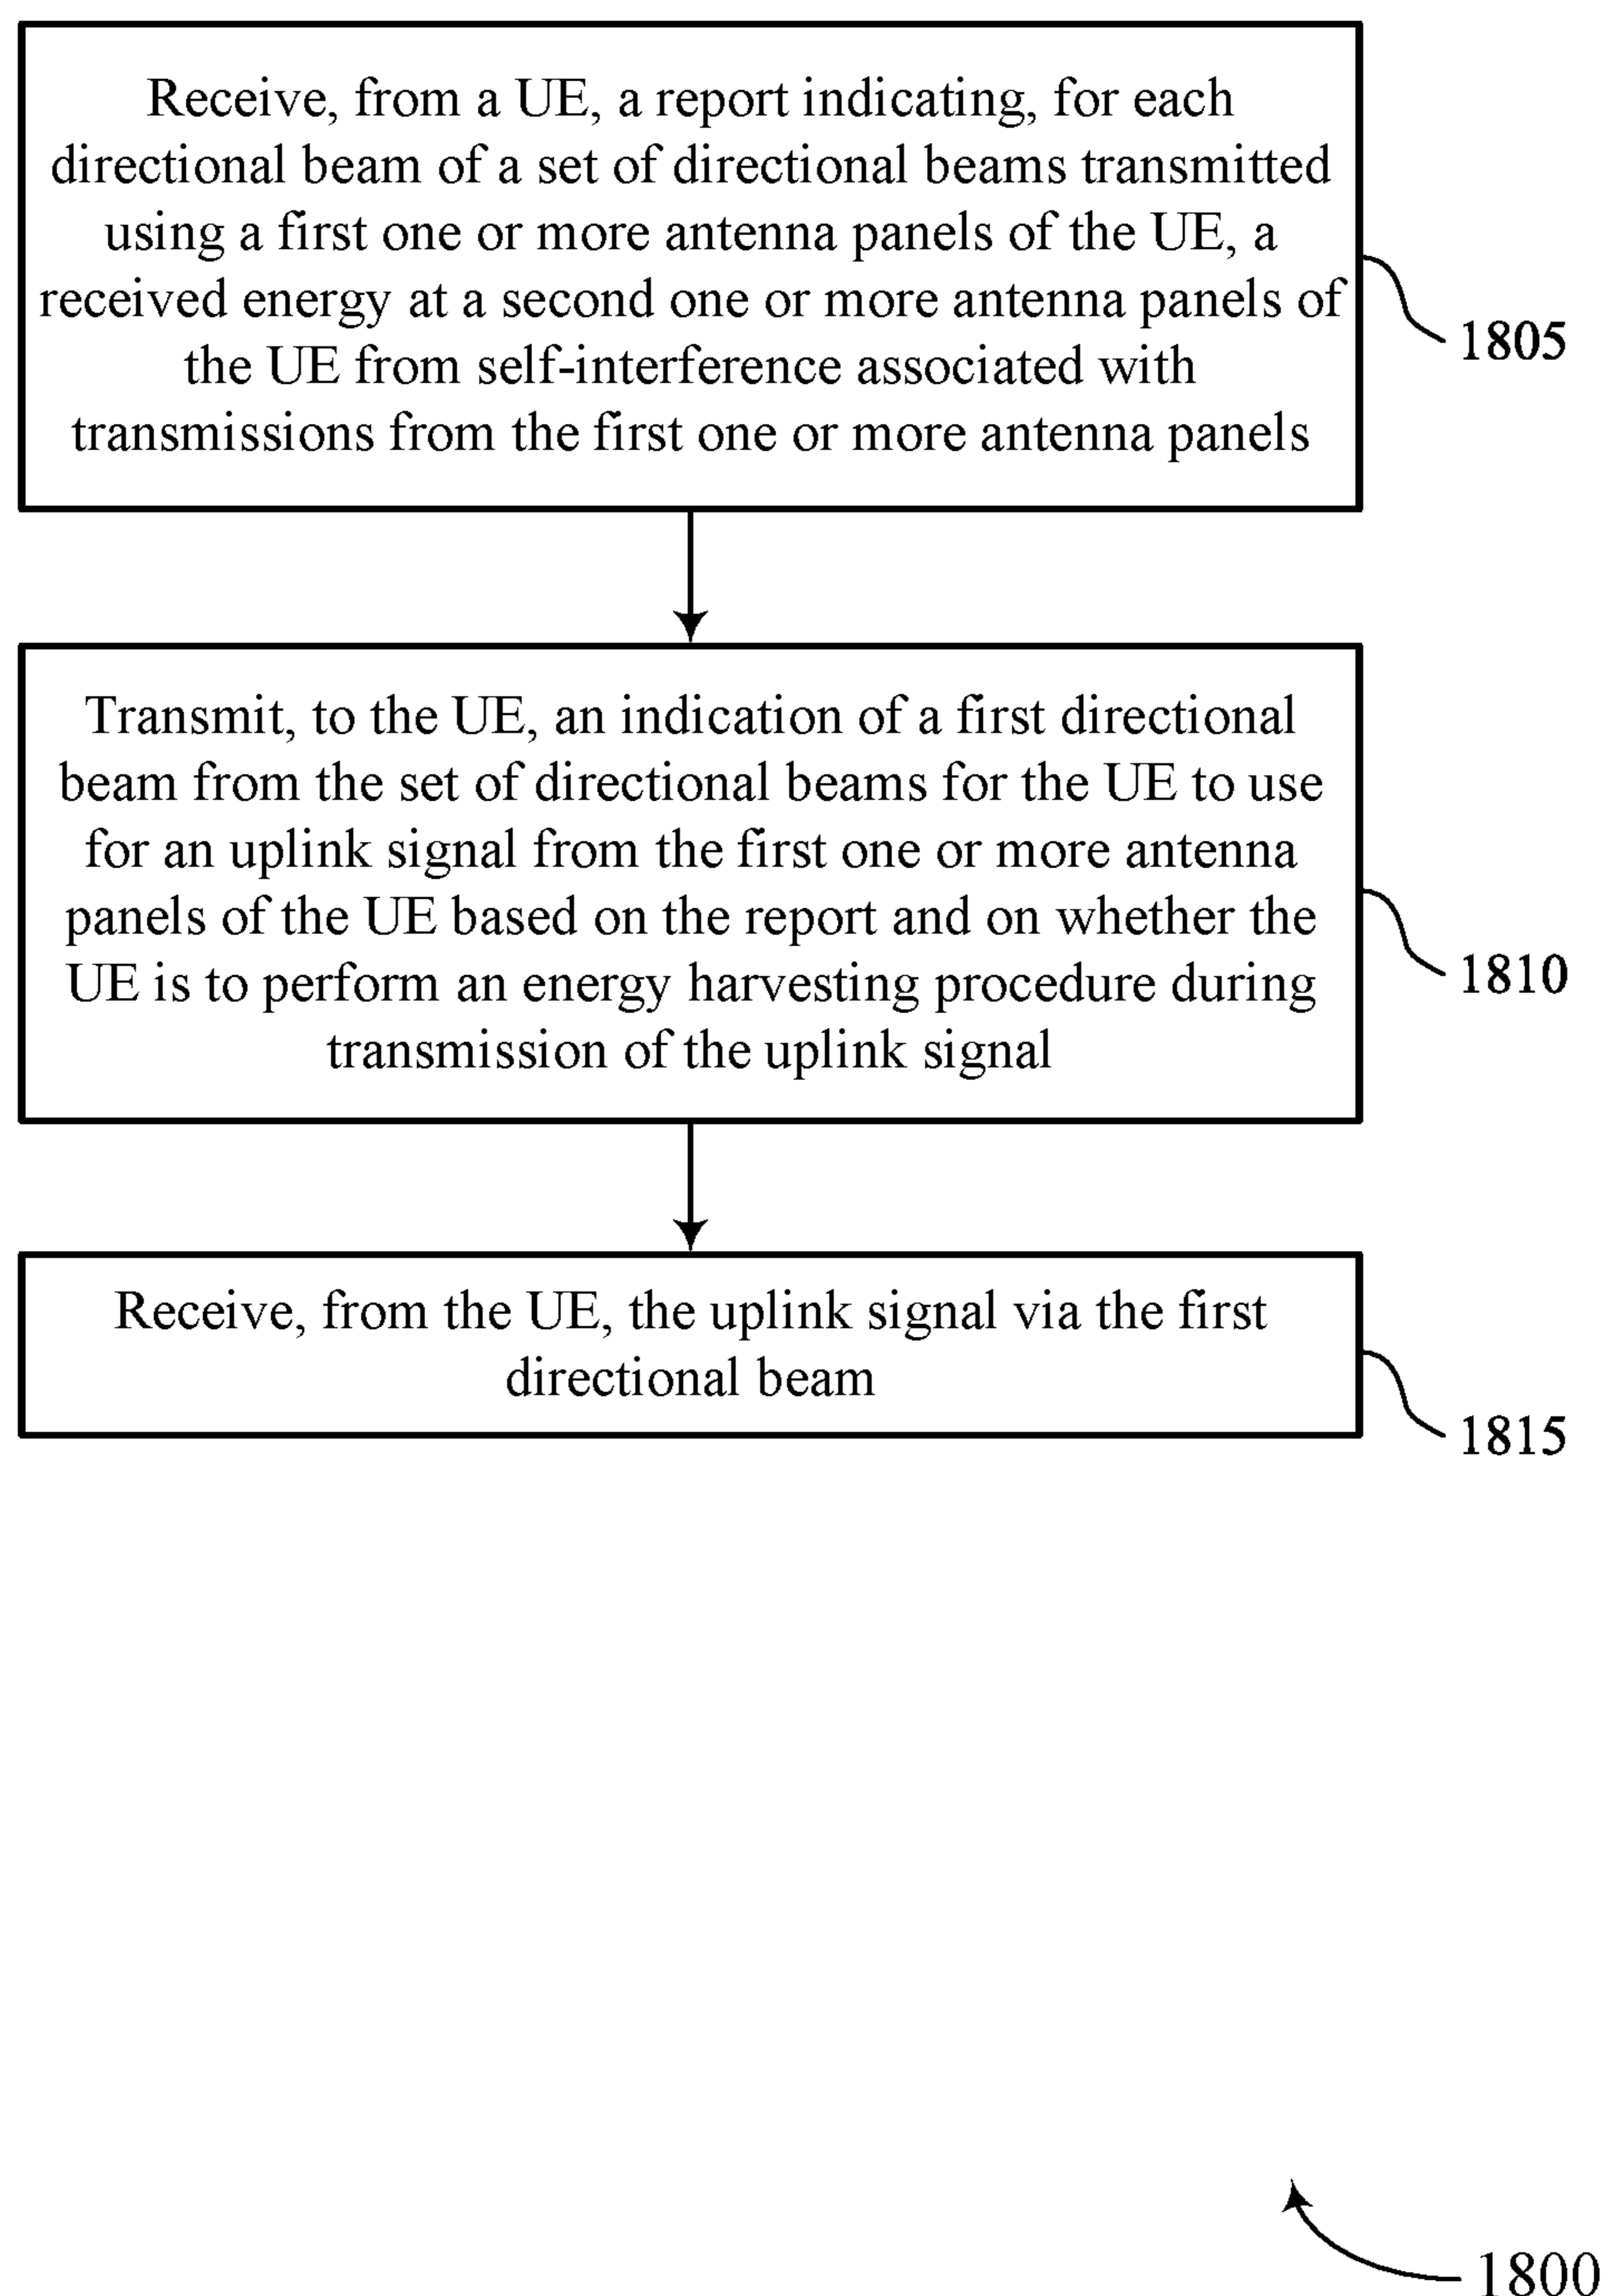 Receive, from a UE, a report indicating, for each
directional beam of a set of directional beams transmitted
using a first one or more antenna panels of the UE, a
received energy at a second one or more antenna panels of
the UE from self-interference associated with
transmissions from the first one or more antenna panels
1805
Transmit, to the UE, an indication of a first directional
beam from the set of directional beams for the UE to use
for an uplink signal from the first one or more antenna
panels of the UE based on the report and on whether the
UE is to perform an energy harvesting procedure during
transmission of the uplink signal
1810
Receive, from the UE, the uplink signal via the first
directional beam
1815
1800